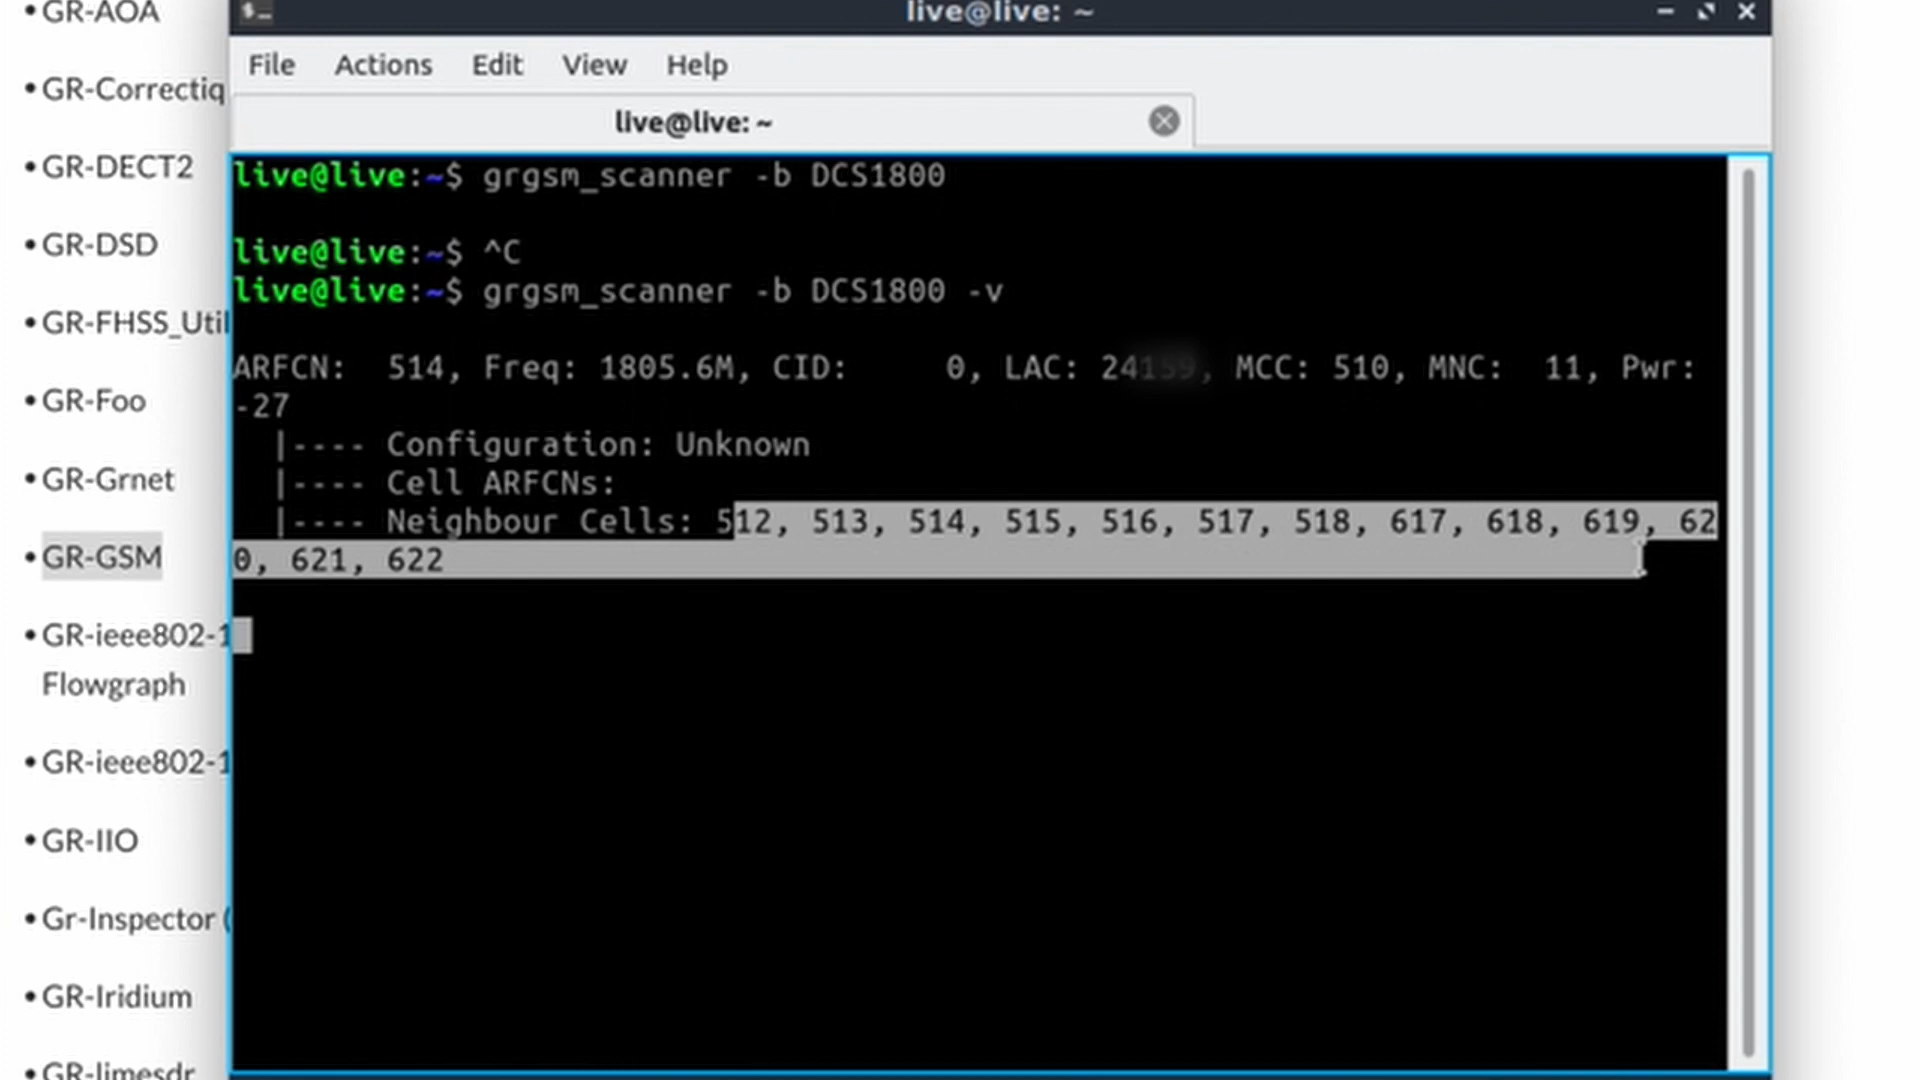 GR-AOA
GR-Correctiq
GR-DECT2
GR-DSD
GR-FHSS_Util
GR-Foo
GR-Grnet
GR-GSM
GR-ieee802-1
Flowgraph
GR-ieee802-1
GR-IIO
Gr-Inspector (
GR-Iridium
GR-limesdr
live@live: ~
File Actions Edit View Help
live@live: ~
live@live:~$ grgsm_scanner -b DCS1800
live@live:~$ ^C
live@live:~$ grgsm_scanner -b DCS1800 -v
ARFCN: 514, Freq: 1805.6M, CID: 0, LAC: MCC: 510, MNC: 11, Pwr:
-27
|---- Configuration: Unknown
|---- Cell ARFCNs:
|---- Neighbour Cells: 512, 513, 514, 515, 516, 517, 518, 617, 618, 619, 62
0, 621, 622